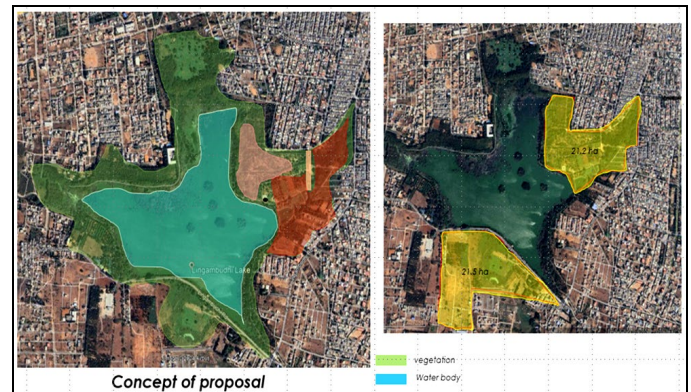 21.2 ha
Lingambudhi Lake
21.5 ha
vegetation
Concept of proposal
Water body